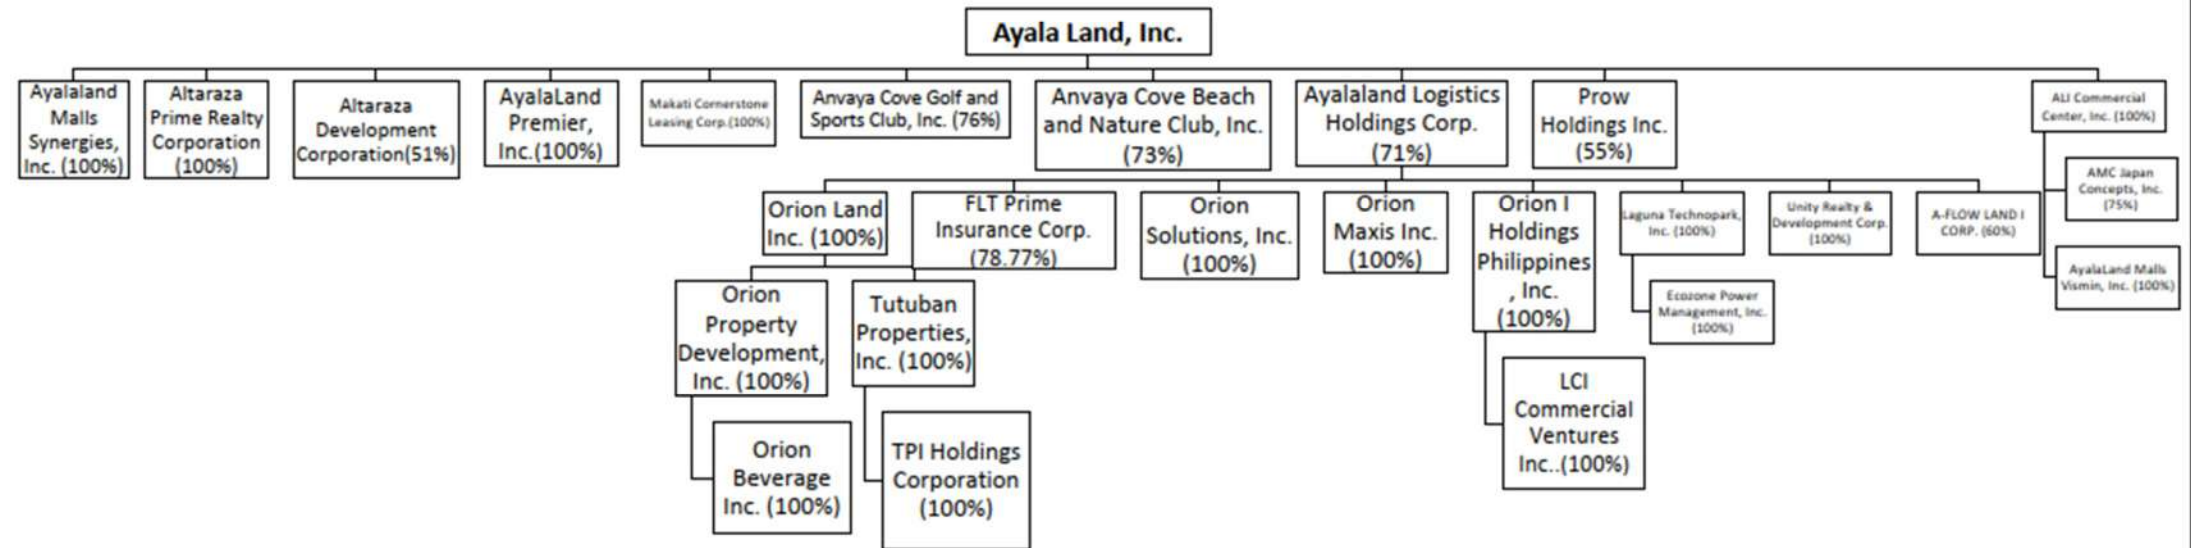 Ayala Land, Inc.
Ayalaland
Malls
Synergies,
Inc. (100%)
Altaraza
Prime Realty
Corporation
(100%)
Altaraza
Development
Corporation(51%)
AyalaLand
Premier,
Inc.(100%)
Makati Cornerstone
Leasing Corp.(100%)
Anvaya Cove Golf and
Sports Club, Inc. (76%)
Anvaya Cove Beach
and Nature Club, Inc.
(73%)
Ayalaland Logistics
Holdings Corp.
(71%)
Prow
Holdings Inc.
(55%)
ALI Commercial
Center, Inc. (100%)
AMC Japan
Concepts, Inc.
(75%)
AyalaLand Malls
Vismin, Inc. (100%)
Orion Land
Inc. (100%)
FLT Prime
Insurance Corp.
(78.77%)
Orion
Solutions, Inc.
(100%)
Orion
Maxis Inc.
(100%)
Orion I
Holdings
Philippines
, Inc.
(100%)
Laguna Technopark,
Inc. (100%)
Unity Realty &
Development Corp.
(100%)
A-FLOW LAND I
CORP. (60%)
Orion
Property
Development,
Inc. (100%)
Tutuban
Properties,
Inc. (100%)
Ecozone Power
Management, Inc.
(100%)
LCI
Commercial
Ventures
Inc..(100%)
Orion
Beverage
Inc. (100%)
TPI Holdings
Corporation
(100%)